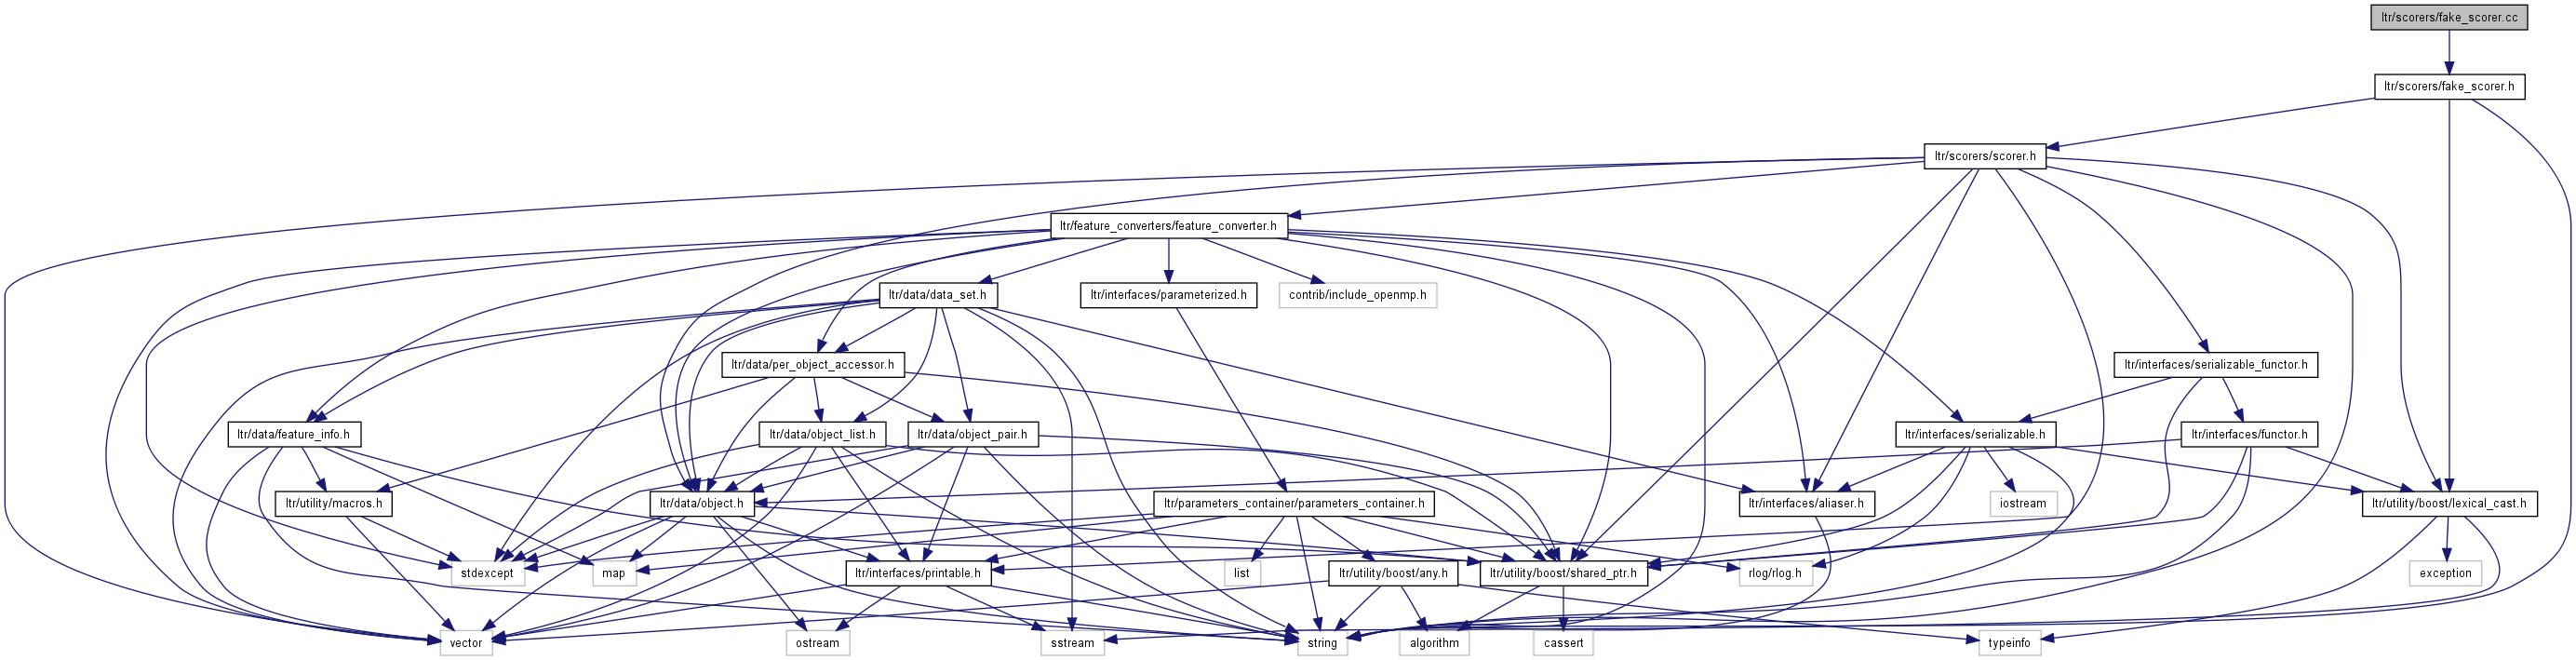 ltr/scorers/fake_scorer.cc
ltr/scorers/fake_scorer.h
ltr/scorers/scorer.h
ltr/feature_converters/feature_converter.h
ltr/data/data_set.h
ltr/interfaces/parameterized.h
contrib/include_openmp.h
ltr/data/per_object_accessor.h
ltr/interfaces/serializable_functor.h
ltr/data/feature_info.h
ltr/data/object_list.h
ltr/data/object_pair.h
ltr/interfaces/serializable.h
ltr/interfaces/functor.h
ltr/utility/macros.h
ltr/data/object.h
ltr/parameters_container/parameters_container.h
ltr/interfaces/aliaser.h
iostream
ltr/utility/boost/lexical_cast.h
stdexcept
map
ltr/interfaces/printable.h
list
ltr/utility/boost/any.h
ltr/utility/boost/shared_ptr.h
rlog/rlog.h
exception
vector
ostream
sstream
string
algorithm
cassert
typeinfo